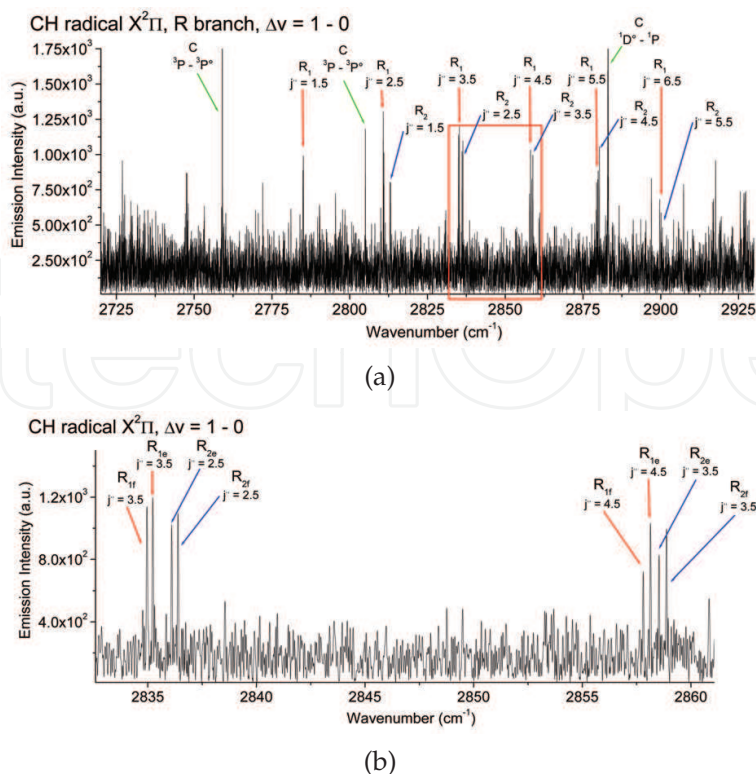 CH radical X²Π, R branch, Δv = 1 - 0
C
³P - ³Pº
R₁
j'' = 1.5
C
³P - ³Pº
R₁
j'' = 2.5
R₂
j'' = 1.5
R₁
j'' = 3.5
R₂
j'' = 2.5
R₁
j'' = 4.5
R₂
j'' = 3.5
R₁
j'' = 5.5
C
¹Dº - ¹P
R₂
j'' = 4.5
R₁
j'' = 6.5
R₂
j'' = 5.5
Emission Intensity (a.u.)
1.75x10³
1.50x10³
1.25x10³
1.00x10³
7.50x10²
5.00x10²
2.50x10²
2725 2750 2775 2800 2825 2850 2875 2900 2925
Wavenumber (cm⁻¹)
(a)
CH radical X²Π, Δv = 1 - 0
R₁f
j'' = 3.5
R₁e
j'' = 3.5
R₂e
j'' = 2.5
R₂f
j'' = 2.5
R₁f
j'' = 4.5
R₁e
j'' = 4.5
R₂e
j'' = 3.5
R₂f
j'' = 3.5
Emission Intensity (a.u.)
1.2x10³
8.0x10²
4.0x10²
2835 2840 2845 2850 2855 2860
Wavenumber (cm⁻¹)
(b)